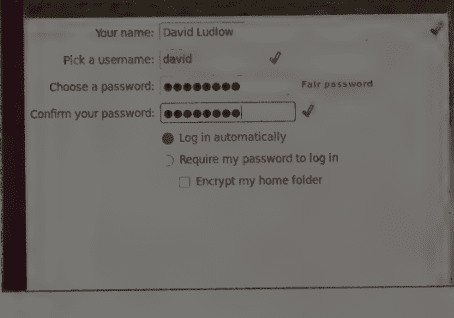 Your name: David Ludlow
Pick a username: david
Choose a password: ●●●●●●●● Fair password
Confirm your password: ●●●●●●●●
Log in automatically
Require my password to log in
Encrypt my home folder